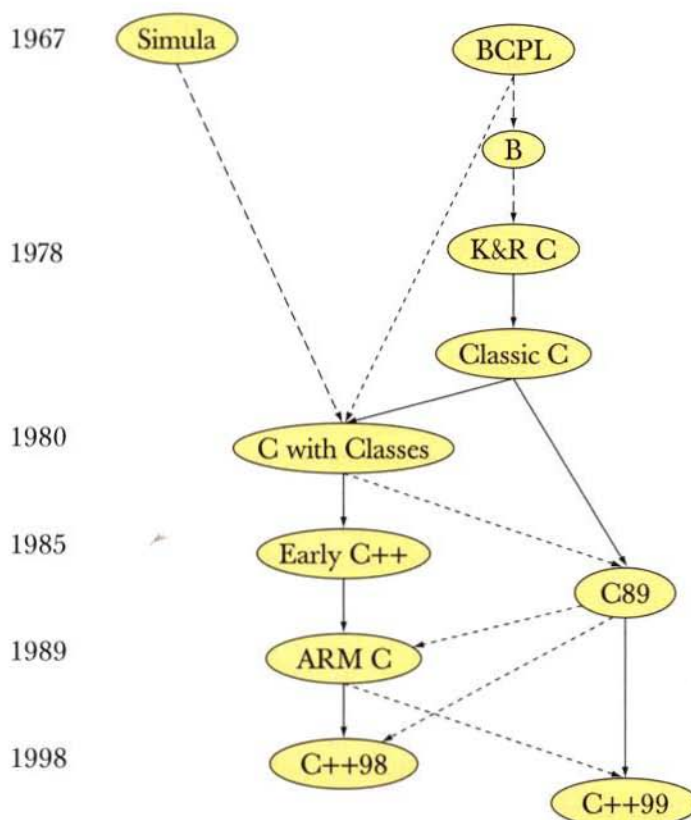 1967 Simula BCPL
B
1978 K&R C
Classic C
1980 C with Classes
1985 Early C++
C89
1989 ARM C
1998 C++98
C++99